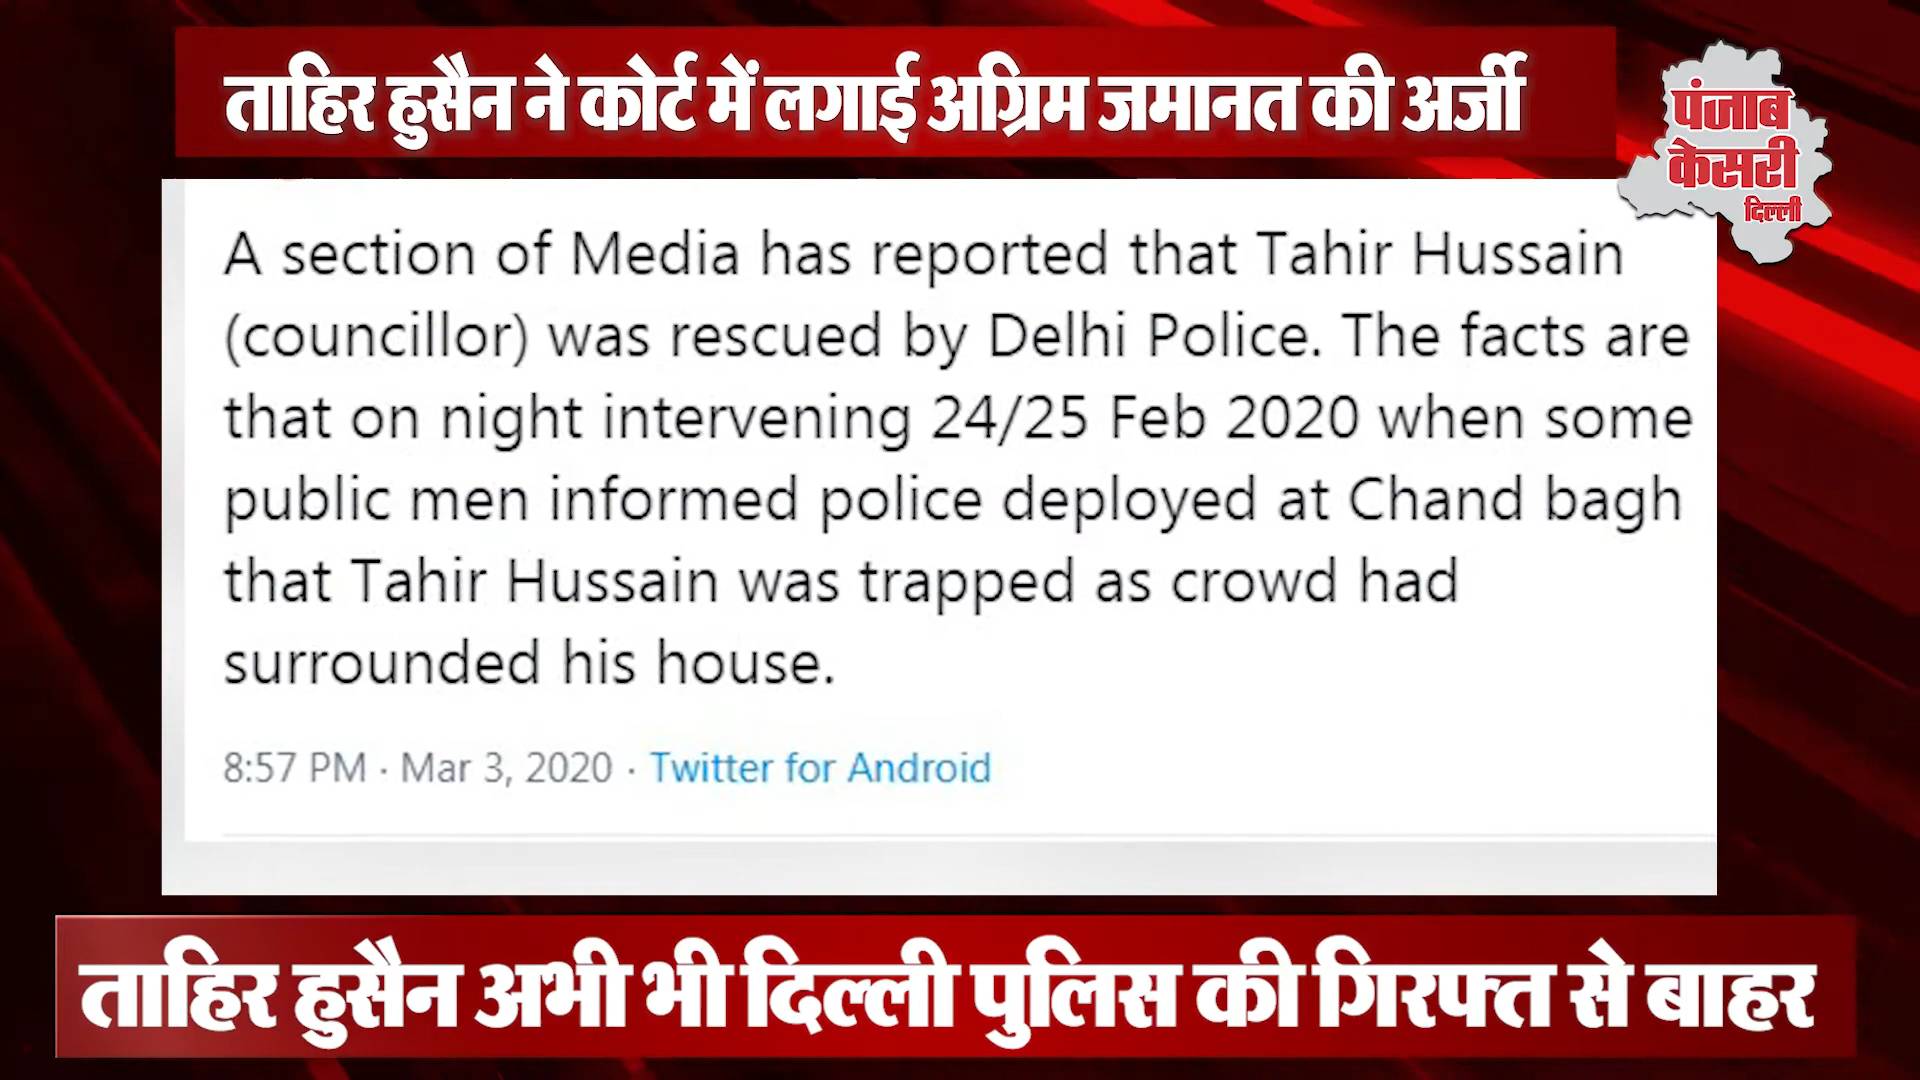 ताहिर हुसैन ने कोर्ट में लगाई अग्रिम जमानत की अर्जी
पंजाब
केसरी
दिल्ली
A section of Media has reported that Tahir Hussain
(councillor) was rescued by Delhi Police. The facts are
that on night intervening 24/25 Feb 2020 when some
public men informed police deployed at Chand bagh
that Tahir Hussain was trapped as crowd had
surrounded his house.
8:57 PM · Mar 3, 2020 · Twitter for Android
ताहिर हुसैन अभी भी दिल्ली पुलिस की गिरफ्त से बाहर